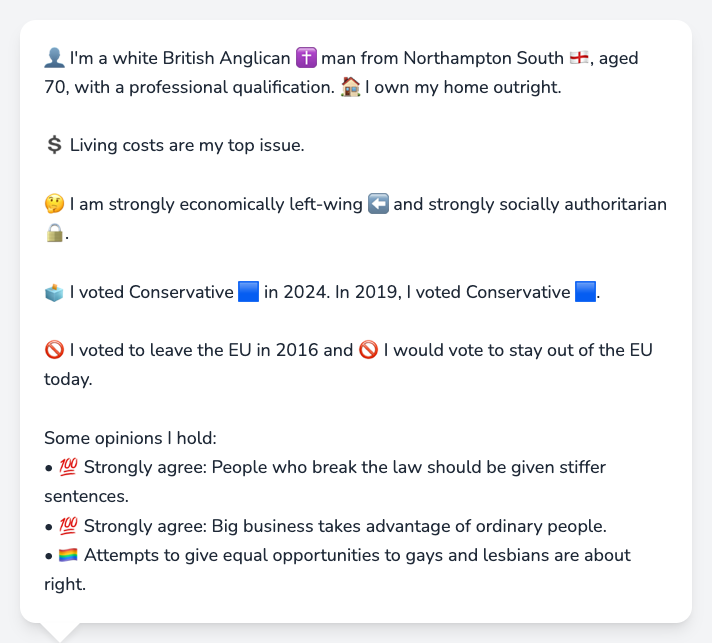 👤 I'm a white British Anglican ✝️ man from Northampton South 🏴󠁧󠁢󠁥󠁮󠁧󠁿, aged
70, with a professional qualification. 🏠 I own my home outright.
💲 Living costs are my top issue.
🤔 I am strongly economically left-wing ⬅️ and strongly socially authoritarian
🔒.
🗳️ I voted Conservative 🟦 in 2024. In 2019, I voted Conservative 🟦.
🚫 I voted to leave the EU in 2016 and 🚫 I would vote to stay out of the EU
today.
Some opinions I hold:
• 💯 Strongly agree: People who break the law should be given stiffer
sentences.
• 💯 Strongly agree: Big business takes advantage of ordinary people.
• 🏳️‍🌈 Attempts to give equal opportunities to gays and lesbians are about
right.